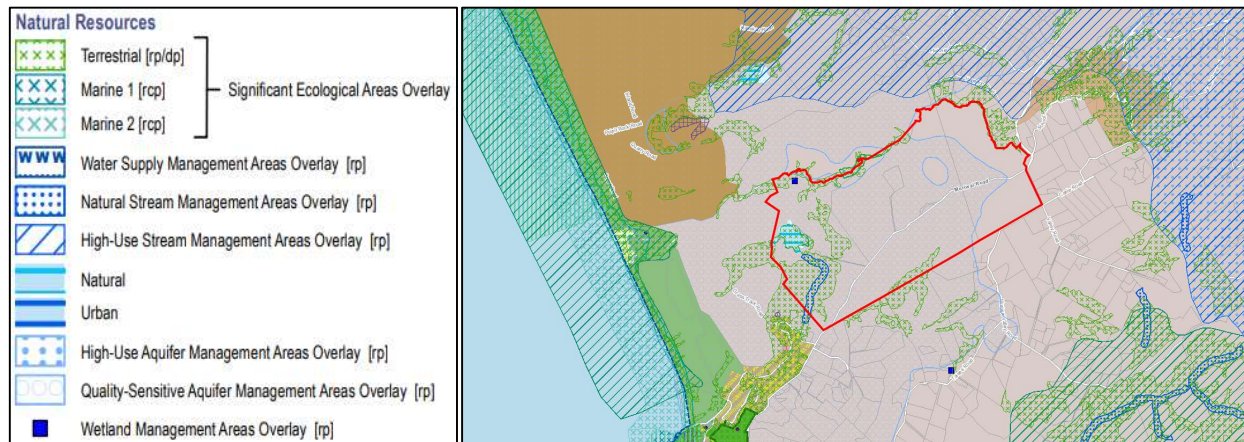 Natural Resources
Terrestrial [rp/dp]
Marine 1 [rcp]
Significant Ecological Areas Overlay
Marine 2 [rcp]
Water Supply Management Areas Overlay [rp]
Natural Stream Management Areas Overlay [rp]
High-Use Stream Management Areas Overlay [rp]
Natural
Urban
High-Use Aquifer Management Areas Overlay [rp]
Quality-Sensitive Aquifer Management Areas Overlay [rp]
Wetland Management Areas Overlay [rp]